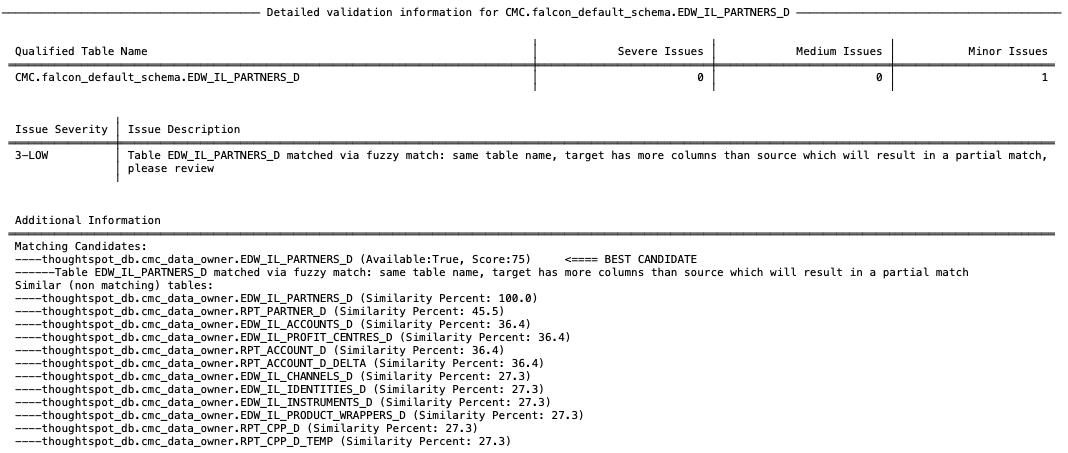 Detailed validation information for CMC.falcon_default_schema.EDW_IL_PARTNERS_D
Qualified Table Name Severe Issues Medium Issues Minor Issues
CMC.falcon_default_schema.EDW_IL_PARTNERS_D 0 0 1
Issue Severity Issue Description
3-LOW Table EDW_IL_PARTNERS_D matched via fuzzy match: same table name, target has more columns than source which will result in a partial match,
please review
Additional Information
Matching Candidates:
----thoughtspot_db.cmc_data_owner.EDW_IL_PARTNERS_D (Available:True, Score:75) <==== BEST CANDIDATE
------Table EDW_IL_PARTNERS_D matched via fuzzy match: same table name, target has more columns than source which will result in a partial match
Similar (non matching) tables:
----thoughtspot_db.cmc_data_owner.EDW_IL_PARTNERS_D (Similarity Percent: 100.0)
----thoughtspot_db.cmc_data_owner.RPT_PARTNER_D (Similarity Percent: 45.5)
----thoughtspot_db.cmc_data_owner.EDW_IL_ACCOUNTS_D (Similarity Percent: 36.4)
----thoughtspot_db.cmc_data_owner.EDW_IL_PROFIT_CENTRES_D (Similarity Percent: 36.4)
----thoughtspot_db.cmc_data_owner.RPT_ACCOUNT_D (Similarity Percent: 36.4)
----thoughtspot_db.cmc_data_owner.RPT_ACCOUNT_D_DELTA (Similarity Percent: 36.4)
----thoughtspot_db.cmc_data_owner.EDW_IL_CHANNELS_D (Similarity Percent: 27.3)
----thoughtspot_db.cmc_data_owner.EDW_IL_IDENTITIES_D (Similarity Percent: 27.3)
----thoughtspot_db.cmc_data_owner.EDW_IL_INSTRUMENTS_D (Similarity Percent: 27.3)
----thoughtspot_db.cmc_data_owner.EDW_IL_PRODUCT_WRAPPERS_D (Similarity Percent: 27.3)
----thoughtspot_db.cmc_data_owner.RPT_CPP_D (Similarity Percent: 27.3)
----thoughtspot_db.cmc_data_owner.RPT_CPP_D_TEMP (Similarity Percent: 27.3)